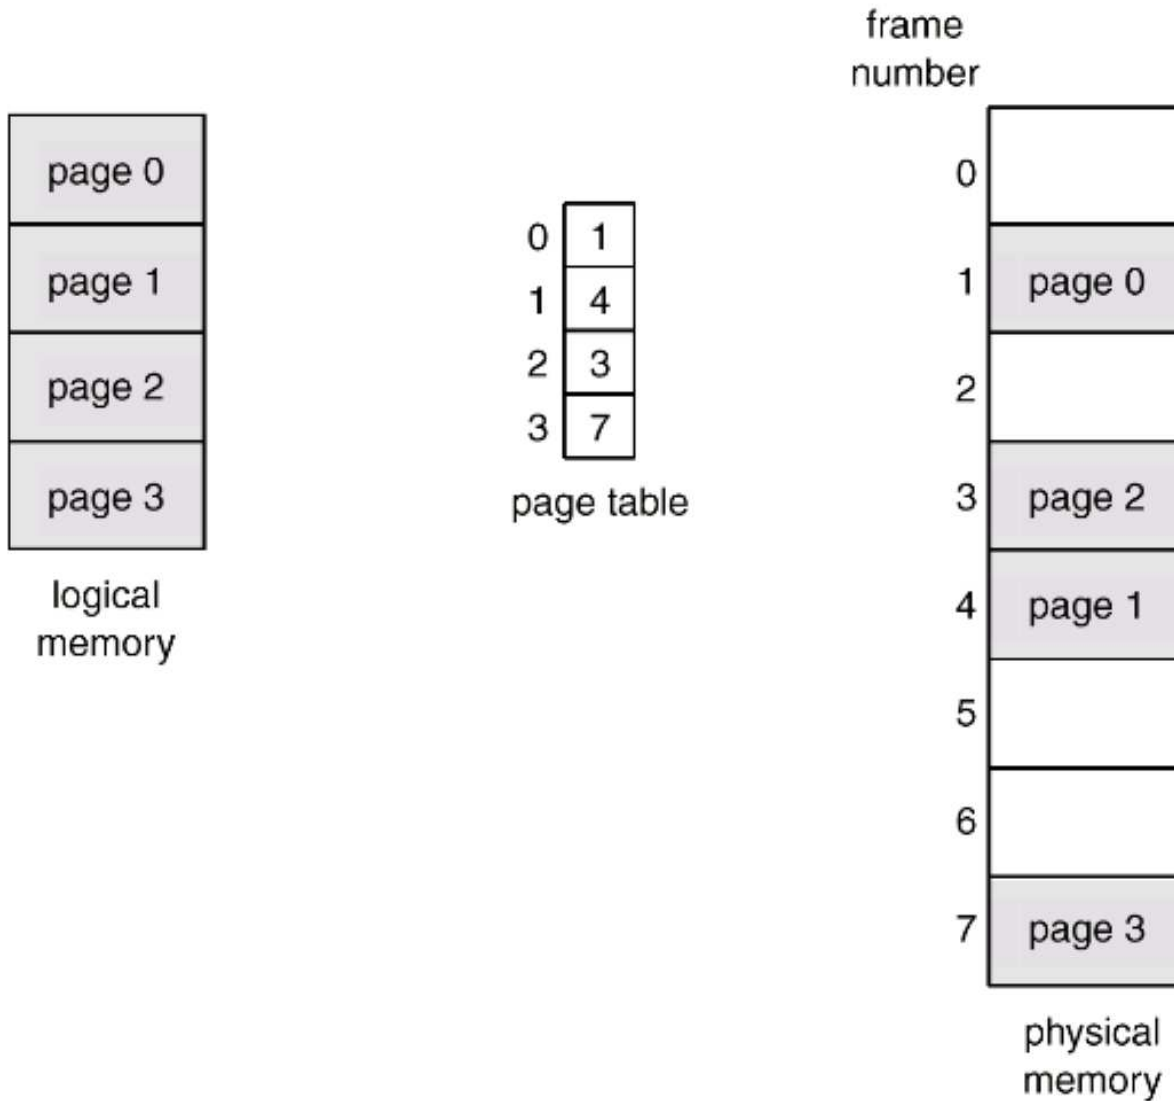 page 0
page 1
page 2
page 3
logical
memory
0 1
1 4
2 3
3 7
page table
frame
number
0
1 page 0
2
3 page 2
4 page 1
5
6
7 page 3
physical
memory